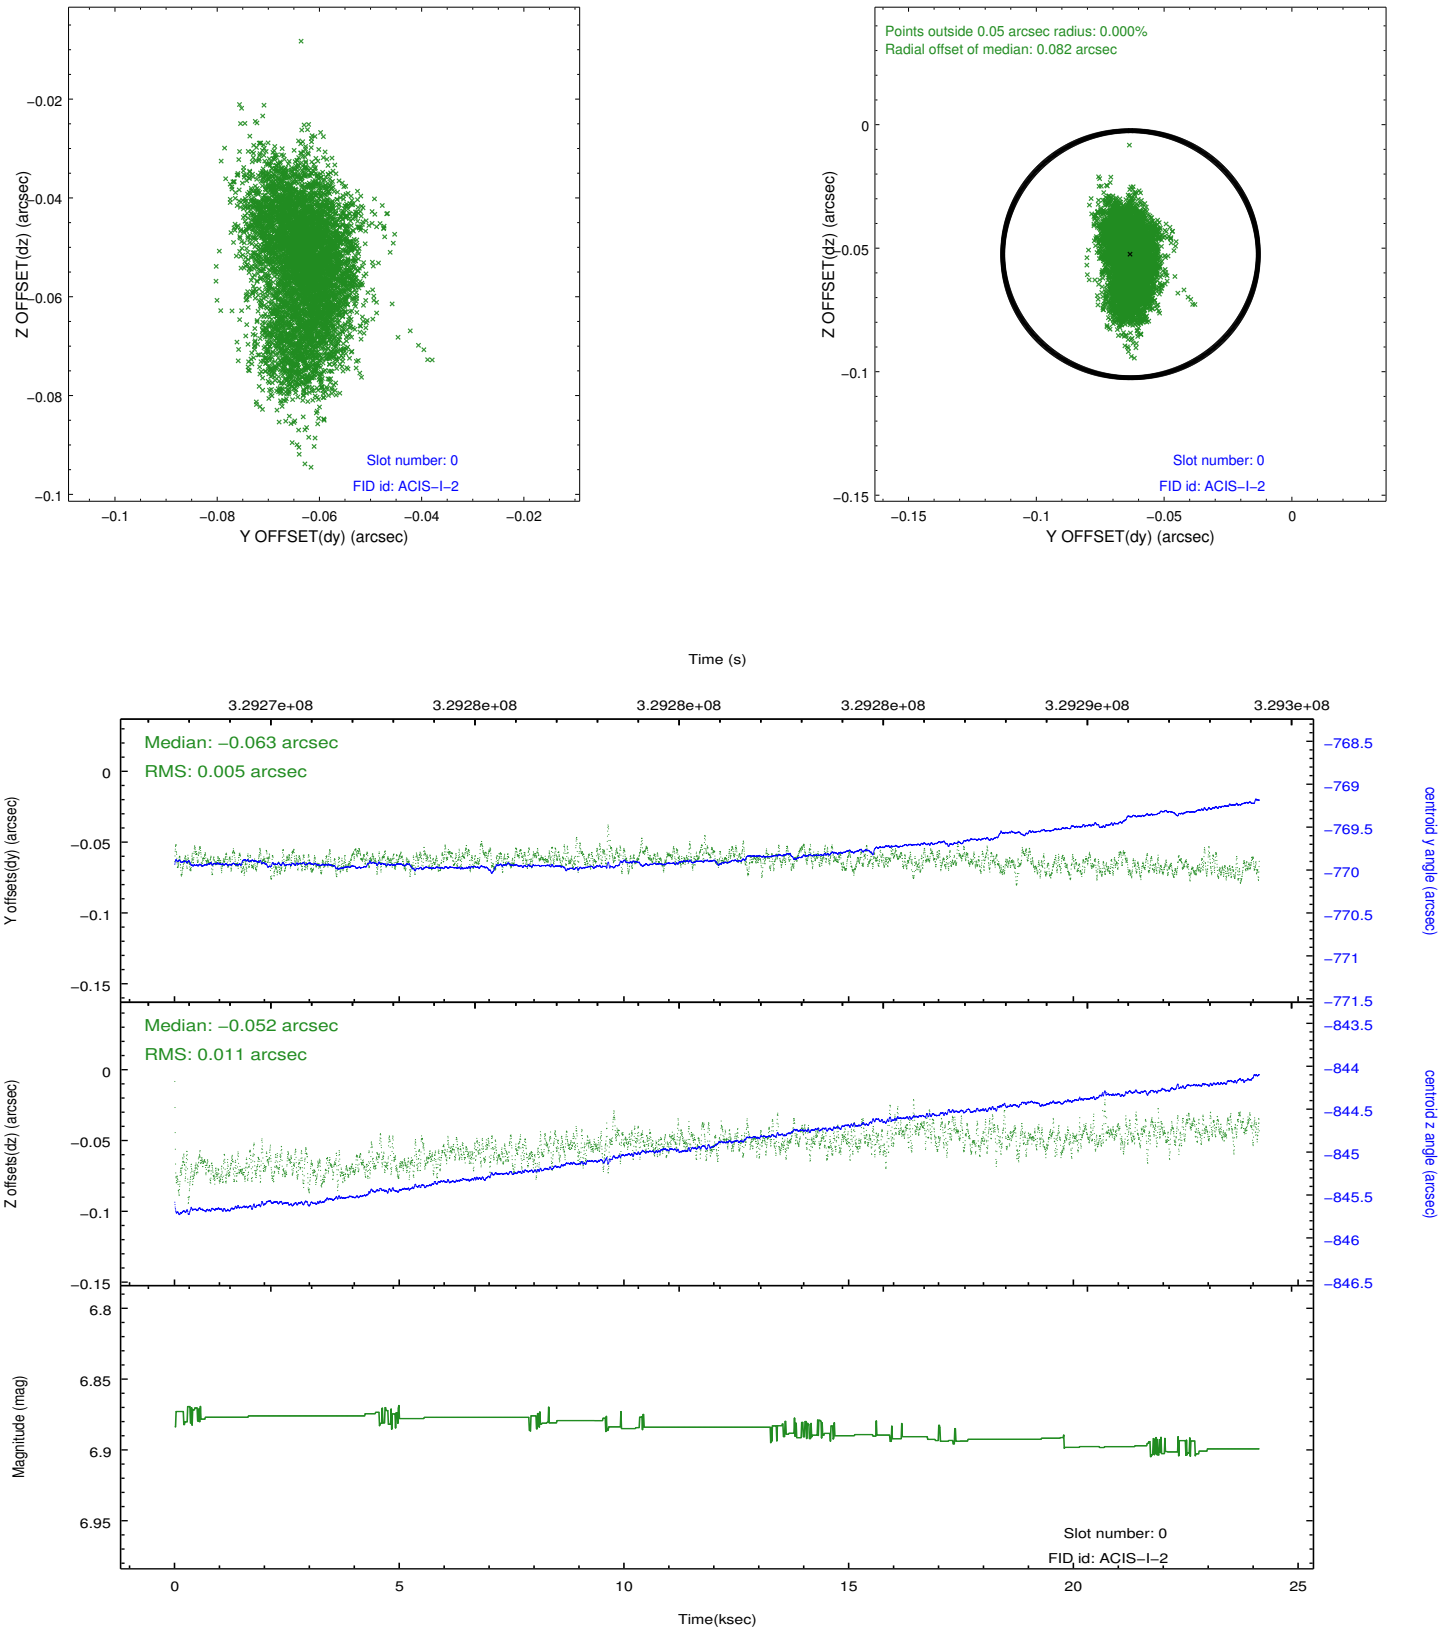 −0.02
−0.04
−0.06
−0.08
−0.1
Z OFFSET(dz) (arcsec)
Slot number: 0
FID id: ACIS−I−2
−0.1
−0.08
−0.06
−0.04
−0.02
Y OFFSET(dy) (arcsec)
Points outside 0.05 arcsec radius: 0.000%
Radial offset of median: 0.082 arcsec
0
−0.05
−0.1
−0.15
Z OFFSET(dz) (arcsec)
Slot number: 0
FID id: ACIS−I−2
−0.15
−0.1
−0.05
0
Y OFFSET(dy) (arcsec)
Time (s)
3.2927e+08
3.2928e+08
3.2928e+08
3.2928e+08
3.2929e+08
3.293e+08
Median: −0.063 arcsec
RMS: 0.005 arcsec
0
−0.05
−0.1
−0.15
Y offsets(dy) (arcsec)
−768.5
−769
−769.5
−770
−770.5
−771
−771.5
centroid y angle (arcsec)
Median: −0.052 arcsec
RMS: 0.011 arcsec
0
−0.05
−0.1
−0.15
Z offsets(dz) (arcsec)
−843.5
−844
−844.5
−845
−845.5
−846
−846.5
centroid z angle (arcsec)
6.8
6.85
6.9
6.95
Magnitude (mag)
Slot number: 0
FID id: ACIS−I−2
0
5
10
15
20
25
Time(ksec)